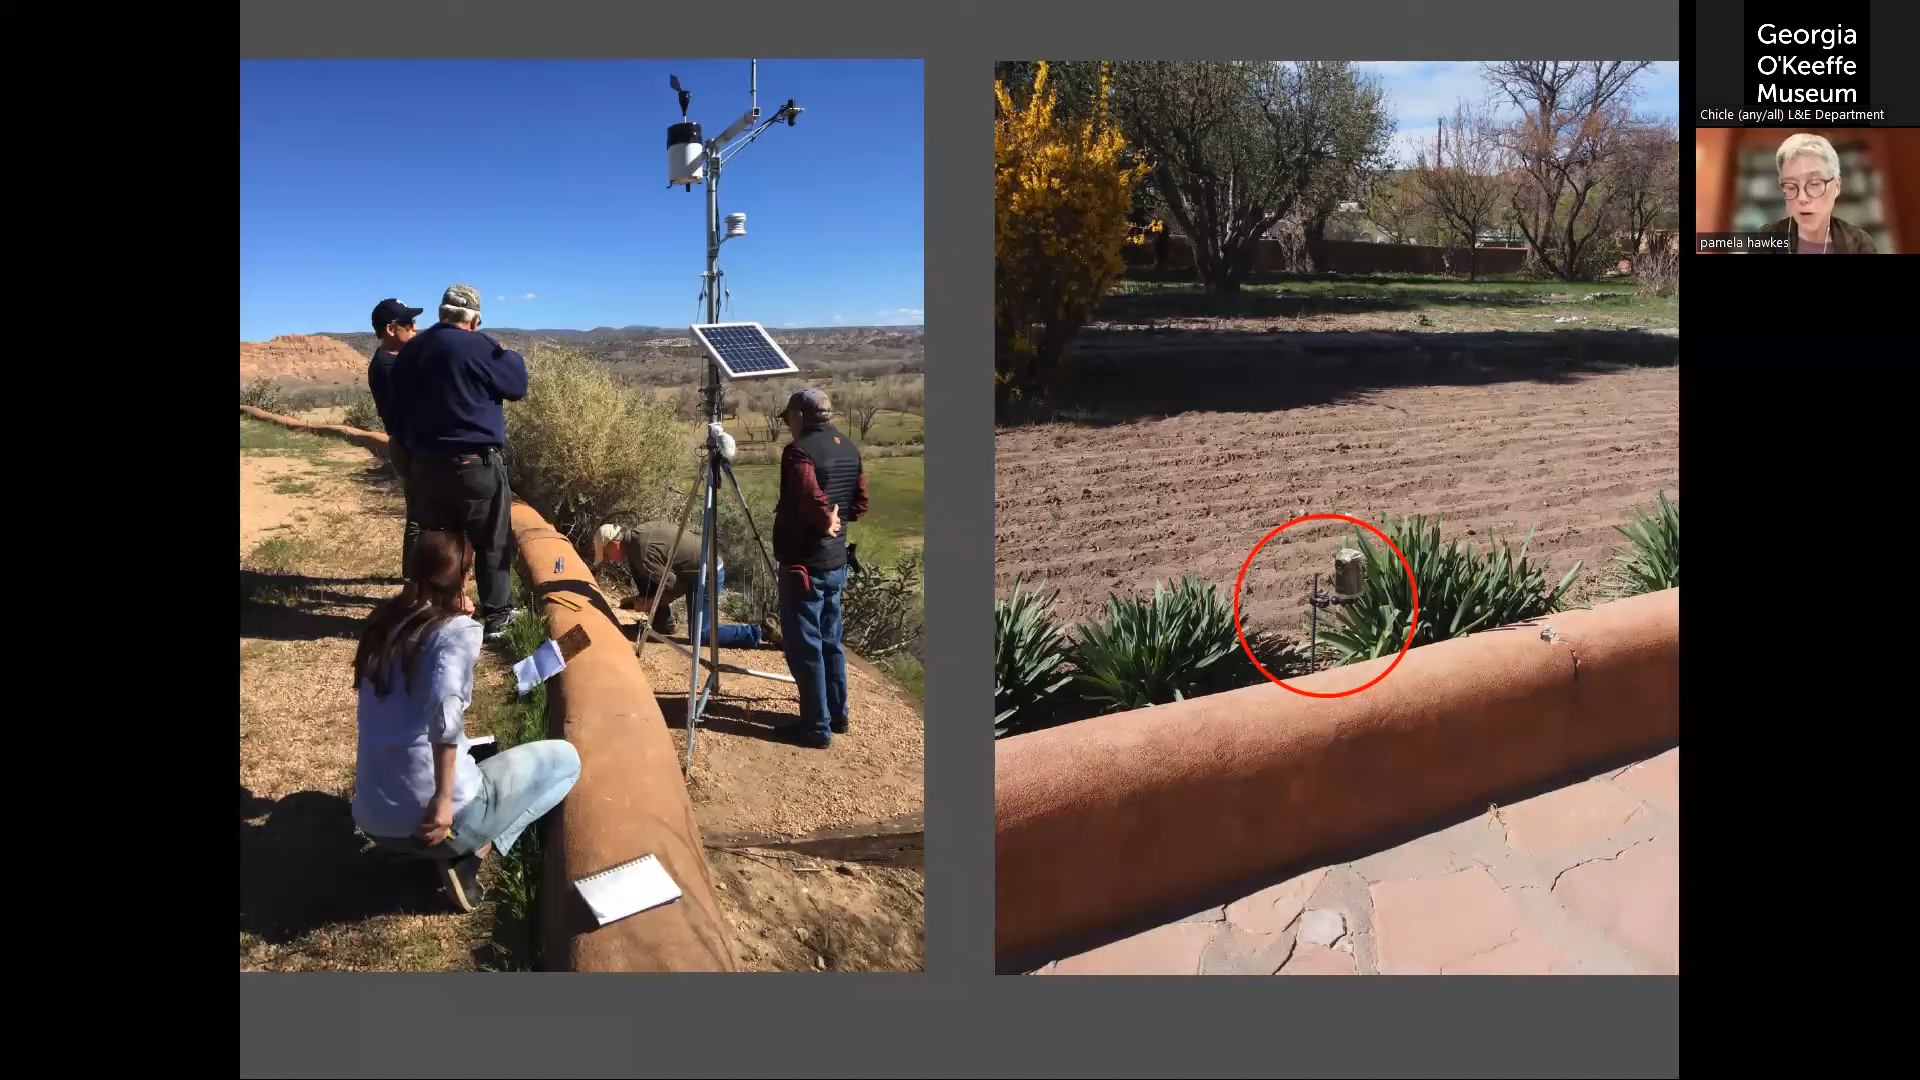 Georgia
O'Keeffe
Museum
Chicle (any/all) L&E Department
pamela hawkes